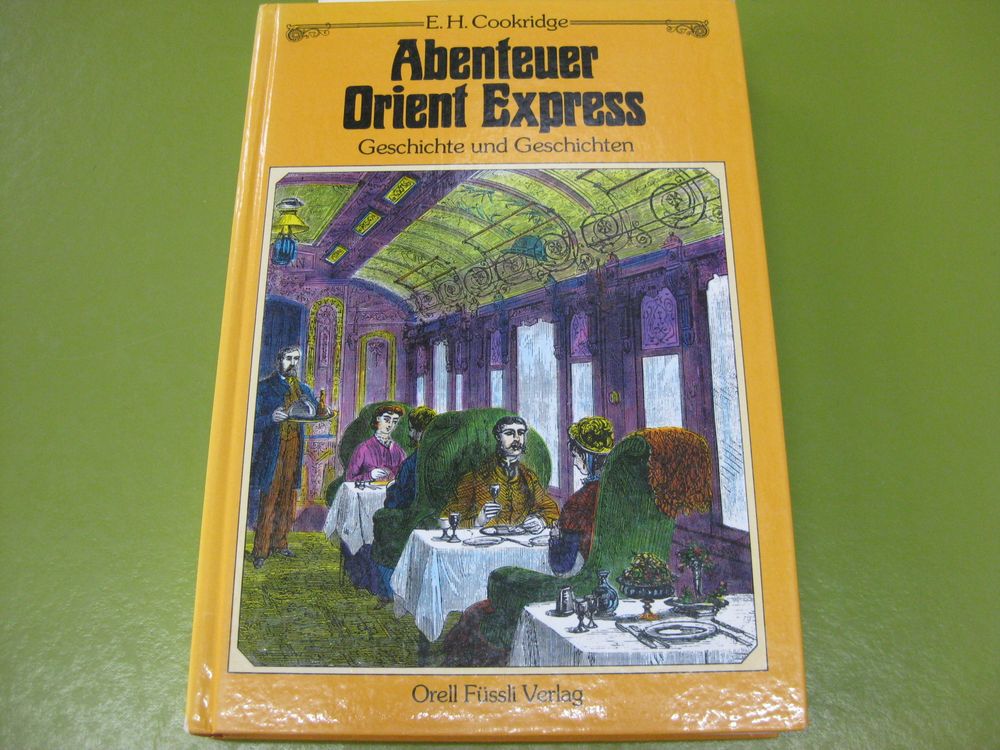 E. H. Cookridge
Abenteuer
Orient Express
Geschichte und Geschichten
Orell Füssli Verlag